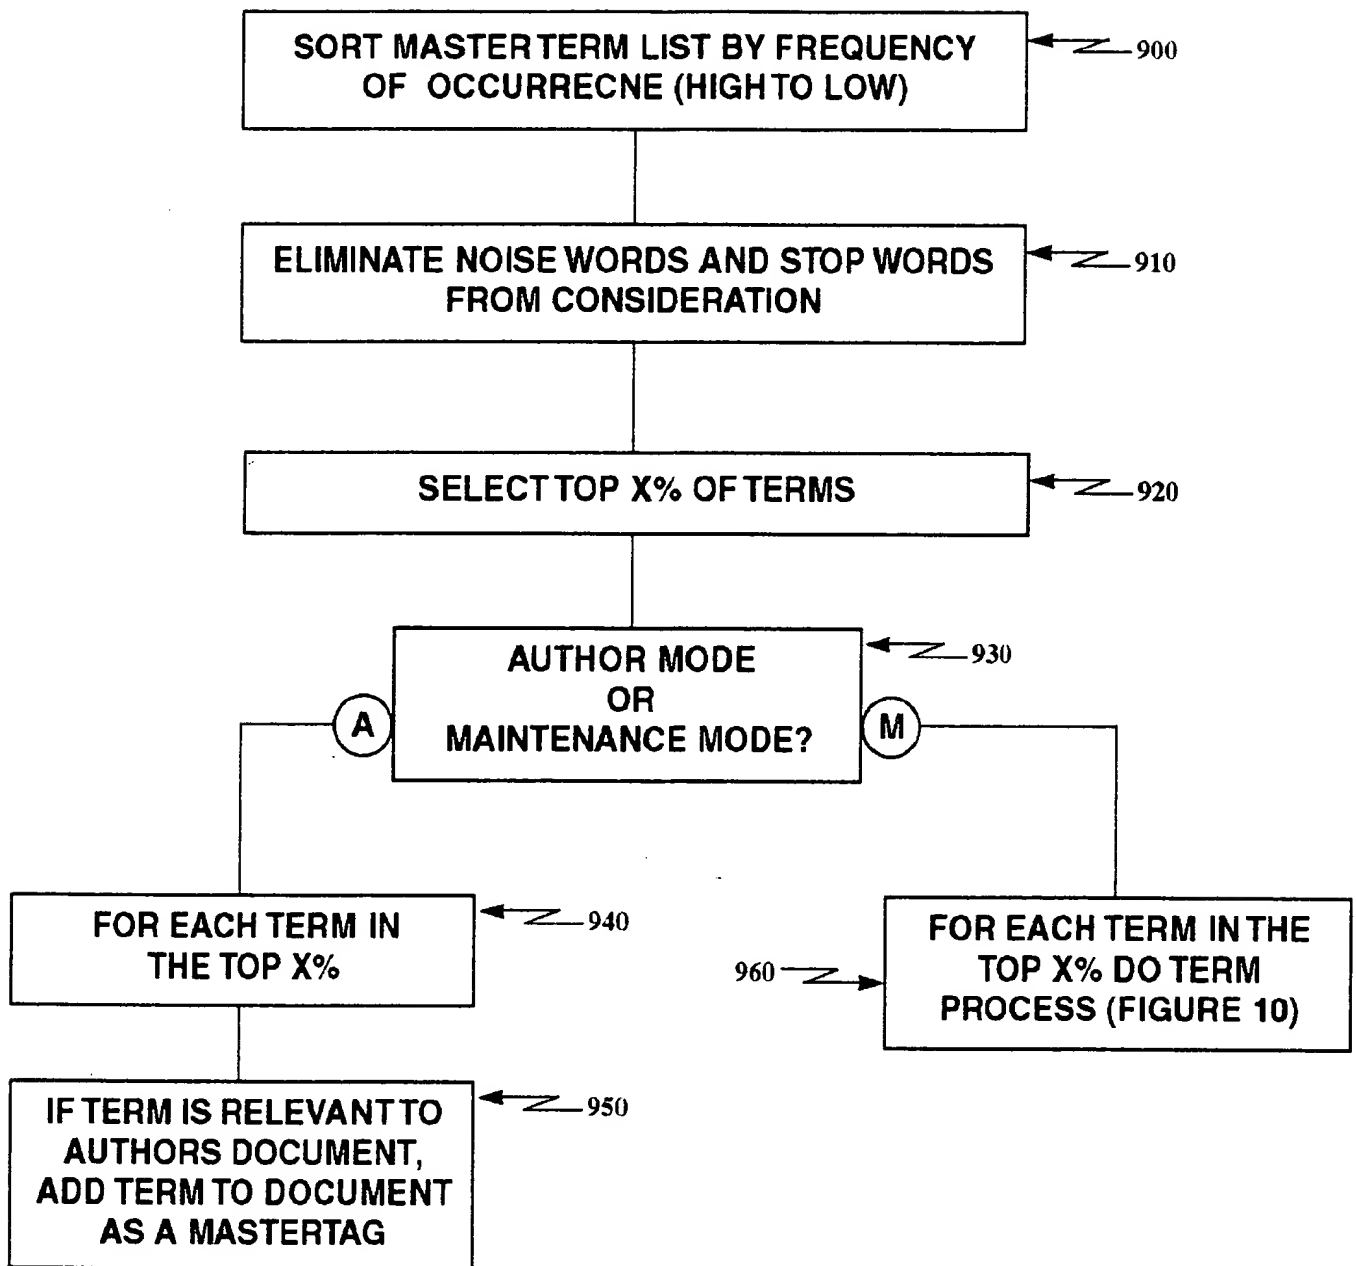 SORT MASTER TERM LIST BY FREQUENCY
OF OCCURRECNE (HIGH TO LOW)
900
ELIMINATE NOISE WORDS AND STOP WORDS
FROM CONSIDERATION
910
SELECT TOP X% OF TERMS
920
AUTHOR MODE
OR
MAINTENANCE MODE?
930
A
M
FOR EACH TERM IN
THE TOP X%
940
FOR EACH TERM IN THE
TOP X% DO TERM
PROCESS (FIGURE 10)
960
IF TERM IS RELEVANT TO
AUTHORS DOCUMENT,
ADD TERM TO DOCUMENT
AS A MASTERTAG
950